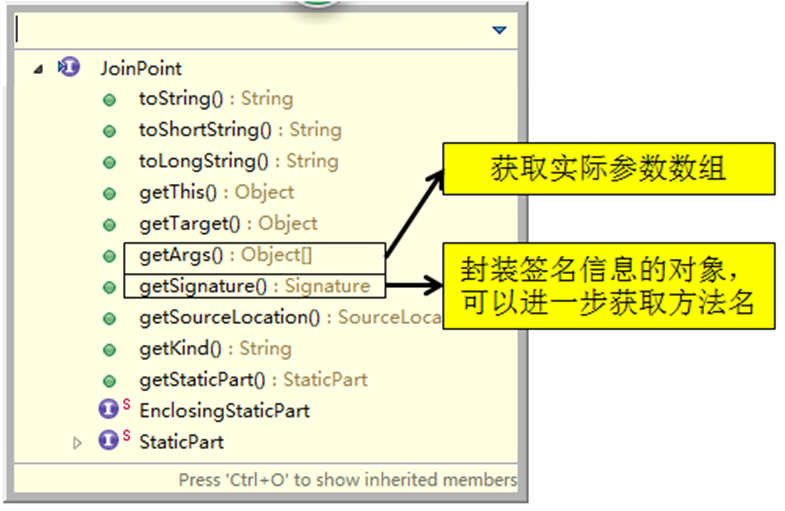 JoinPoint
toString() : String
toShortString() : String
toLongString() : String
getThis() : Object
getTarget() : Object
getArgs() : Object[]
getSignature() : Signature
getSourceLocation() : SourceLoca
getKind() : String
getStaticPart() : StaticPart
S EnclosingStaticPart
S StaticPart
Press 'Ctrl+O' to show inherited members
获取实际参数数组
封装签名信息的对象，
可以进一步获取方法名